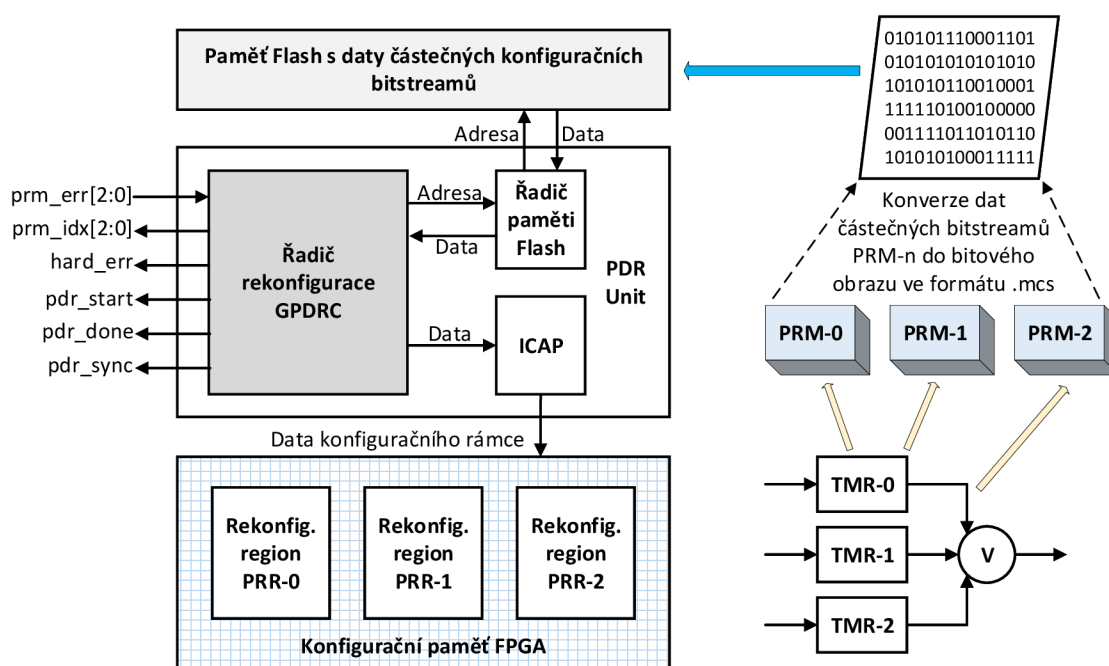 Paměť Flash s daty částečných konfiguračních
bitstreamů
Adresa
Data
prm_err[2:0]
prm_idx[2:0]
hard_err
pdr_start
pdr_done
pdr_sync
Řadič
rekonfigurace
GPDRC
Adresa
Data
Data
Řadič
paměti
Flash
ICAP
PDR
Unit
Data konfiguračního rámce
Rekonfig.
region
PRR-0
Rekonfig.
region
PRR-1
Rekonfig.
region
PRR-2
Konfigurační paměť FPGA
010101110001101
010101010101010
101010110010001
111110100100000
001111011010110
101010100011111
Konverze dat
částečných bitstreamů
PRM-n do bitového
obrazu ve formátu .mcs
PRM-0
PRM-1
PRM-2
TMR-0
TMR-1
TMR-2
V